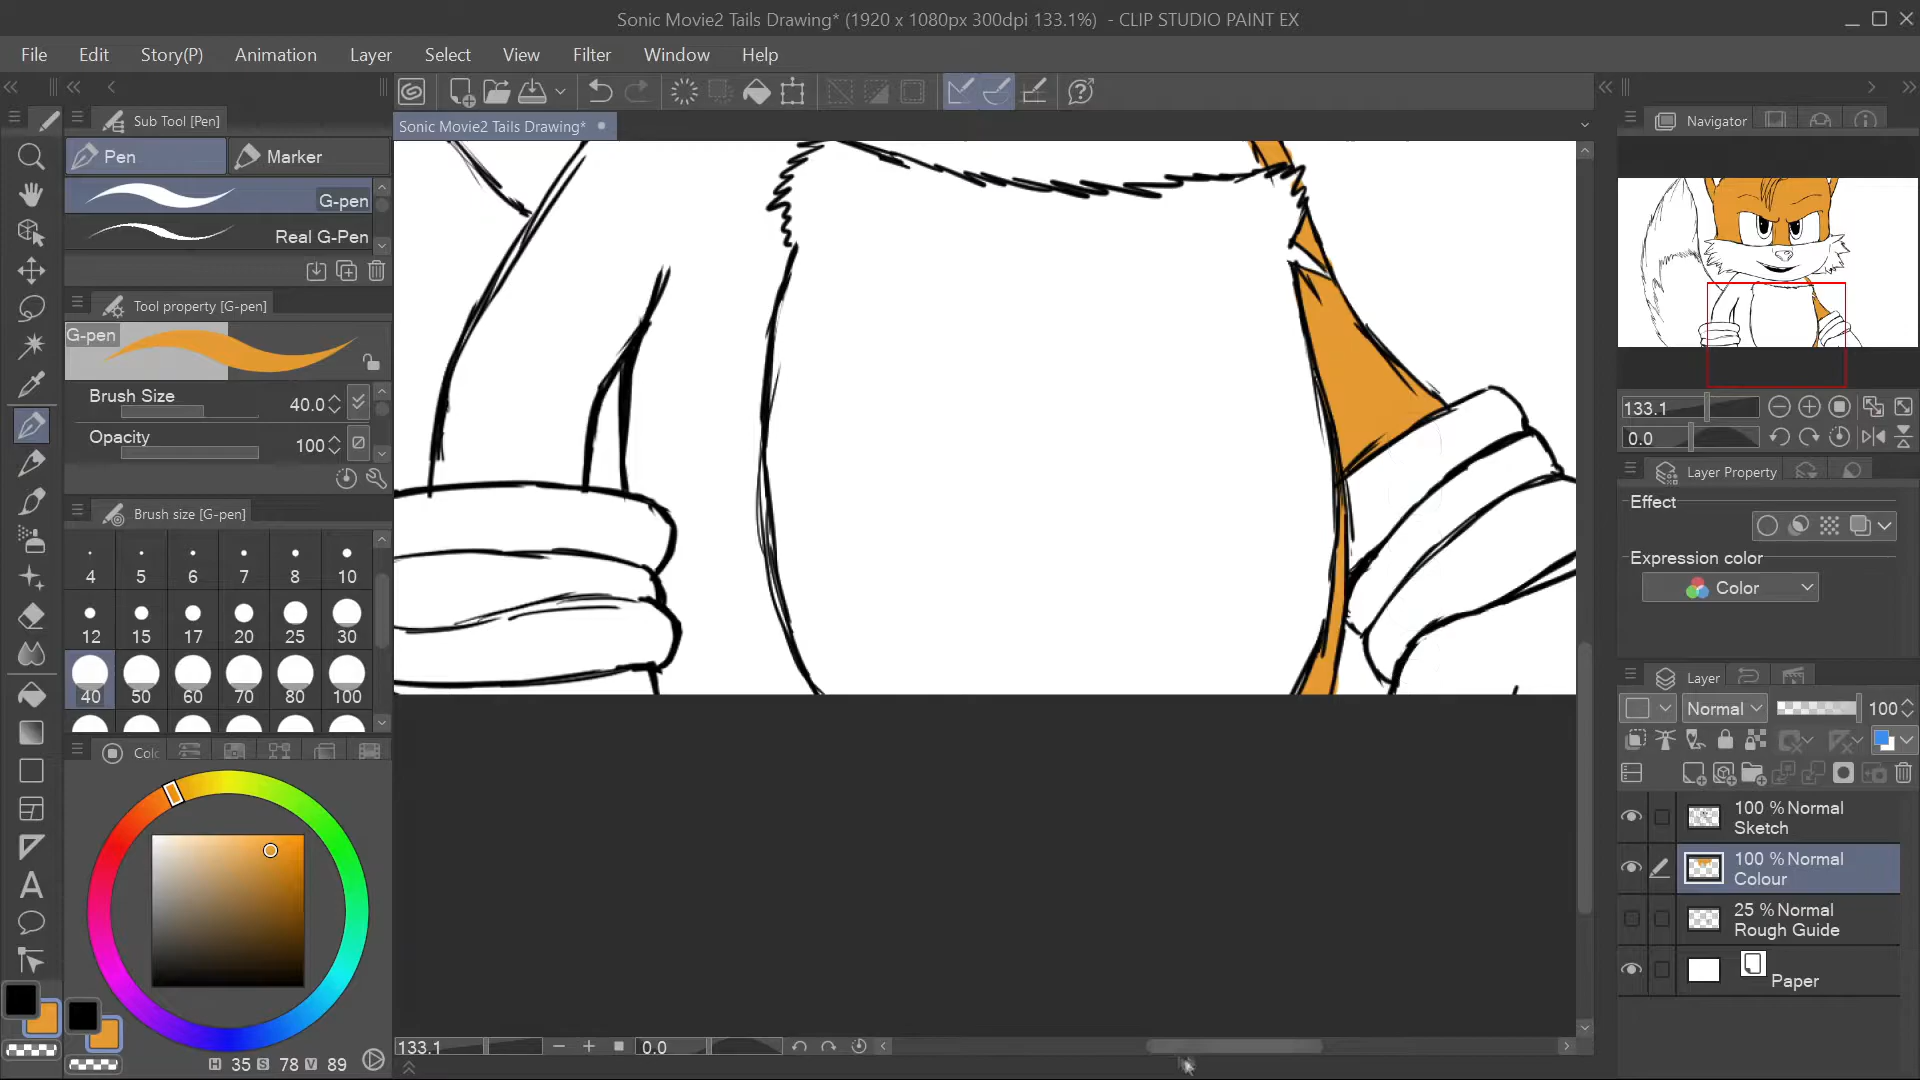 Sonic Movie2 Tails Drawing* (1920 x 1080px 300dpi 133.1%) - CLIP STUDIO PAINT EX
File Edit Story(P) Animation Layer Select View Filter Window Help
Sub Tool [Pen]
Pen Marker
G-pen
Real G-Pen
Tool property [G-pen]
G-pen
Brush Size 40.0
Opacity 100
Brush size [G-pen]
4 5 6 7 8 10
12 15 17 20 25 30
40 50 60 70 80 100
Colo
H 35 S 78 V 89
Sonic Movie2 Tails Drawing*
133.1 0.0
Navigator
133.1
0.0
Layer Property
Effect
Expression color
Color
Layer
Normal 100
100 % Normal
Sketch
100 % Normal
Colour
25 % Normal
Rough Guide
Paper